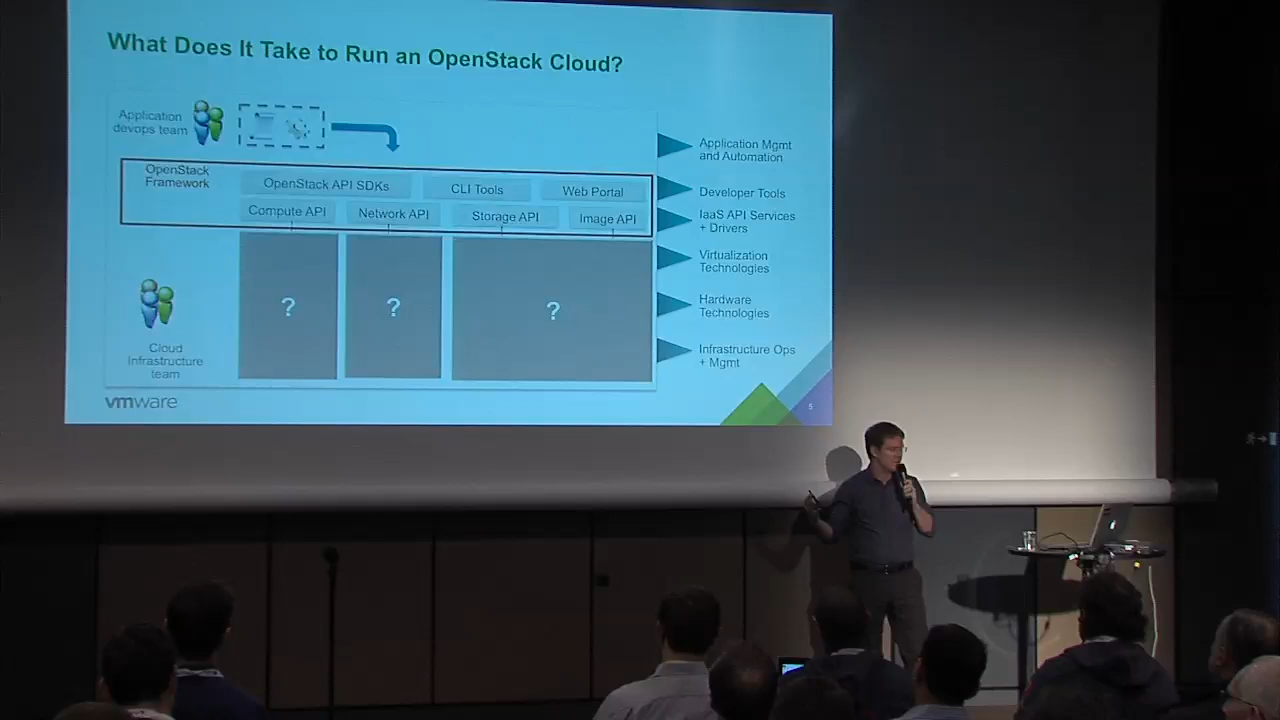 What Does It Take to Run an OpenStack Cloud?
Application
devops team
OpenStack
Framework
OpenStack API SDKs
CLI Tools
Web Portal
Compute API
Network API
Storage API
Image API
?
?
?
Cloud
Infrastructure
team
Application Mgmt
and Automation
Developer Tools
IaaS API Services
+ Drivers
Virtualization
Technologies
Hardware
Technologies
Infrastructure Ops
+ Mgmt
vmware
5